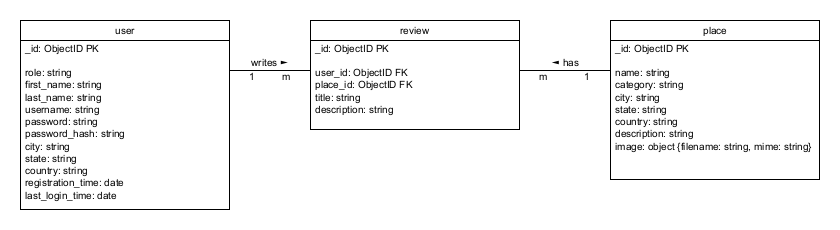 user
_id: ObjectID PK
role: string
first_name: string
last_name: string
username: string
password: string
password_hash: string
city: string
state: string
country: string
registration_time: date
last_login_time: date
writes ►
1 m
review
_id: ObjectID PK
user_id: ObjectID FK
place_id: ObjectID FK
title: string
description: string
◄ has
m 1
place
_id: ObjectID PK
name: string
category: string
city: string
state: string
country: string
description: string
image: object {filename: string, mime: string}